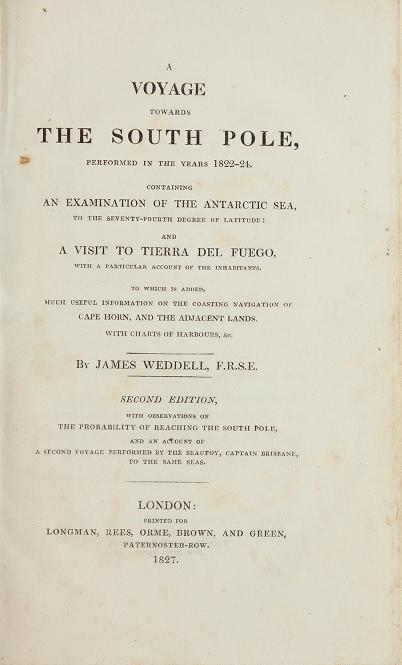 A
VOYAGE
TOWARDS
THE SOUTH POLE,
PERFORMED IN THE YEARS 1822-24.
CONTAINING
AN EXAMINATION OF THE ANTARCTIC SEA,
TO THE SEVENTY-FOURTH DEGREE OF LATITUDE:
AND
A VISIT TO TIERRA DEL FUEGO,
WITH A PARTICULAR ACCOUNT OF THE INHABITANTS.
TO WHICH IS ADDED,
MUCH USEFUL INFORMATION ON THE COASTING NAVIGATION OF
CAPE HORN, AND THE ADJACENT LANDS.
WITH CHARTS OF HARBOURS, &c.
By JAMES WEDDELL, F.R.S.E.
SECOND EDITION,
WITH OBSERVATIONS ON
THE PROBABILITY OF REACHING THE SOUTH POLE,
AND AN ACCOUNT OF
A SECOND VOYAGE PERFORMED BY THE BEAUFOY, CAPTAIN BRISBANE,
TO THE SAME SEAS.
LONDON:
PRINTED FOR
LONGMAN, REES, ORME, BROWN, AND GREEN,
PATERNOSTER-ROW.
1827.